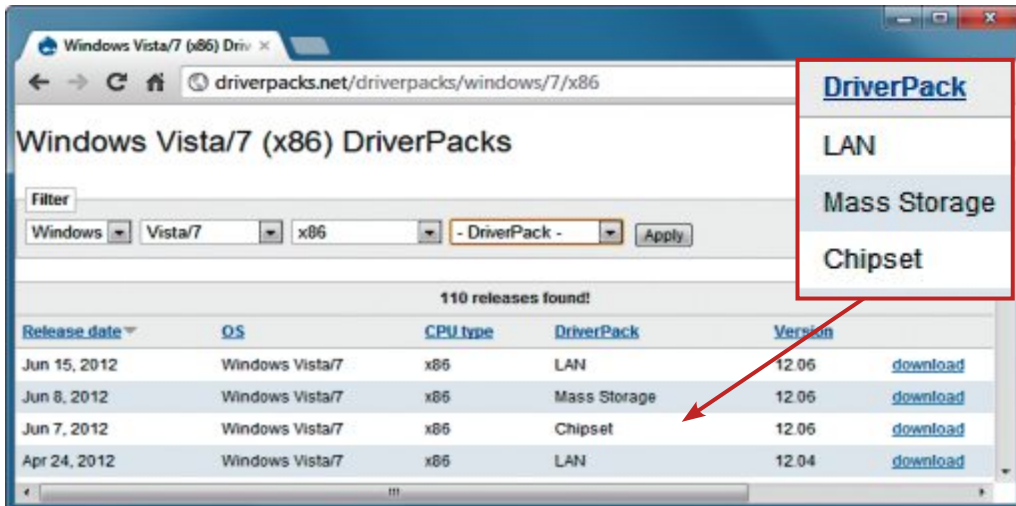 Windows Vista/7 (x86) Driv
driverpacks.net/driverpacks/windows/7/x86
Windows Vista/7 (x86) DriverPacks
Filter
Windows Vista/7 x86 - DriverPack - Apply
110 releases found!
Release date OS CPU type DriverPack Version
Jun 15, 2012 Windows Vista/7 x86 LAN 12.06 download
Jun 8, 2012 Windows Vista/7 x86 Mass Storage 12.06 download
Jun 7, 2012 Windows Vista/7 x86 Chipset 12.06 download
Apr 24, 2012 Windows Vista/7 x86 LAN 12.04 download
DriverPack
LAN
Mass Storage
Chipset